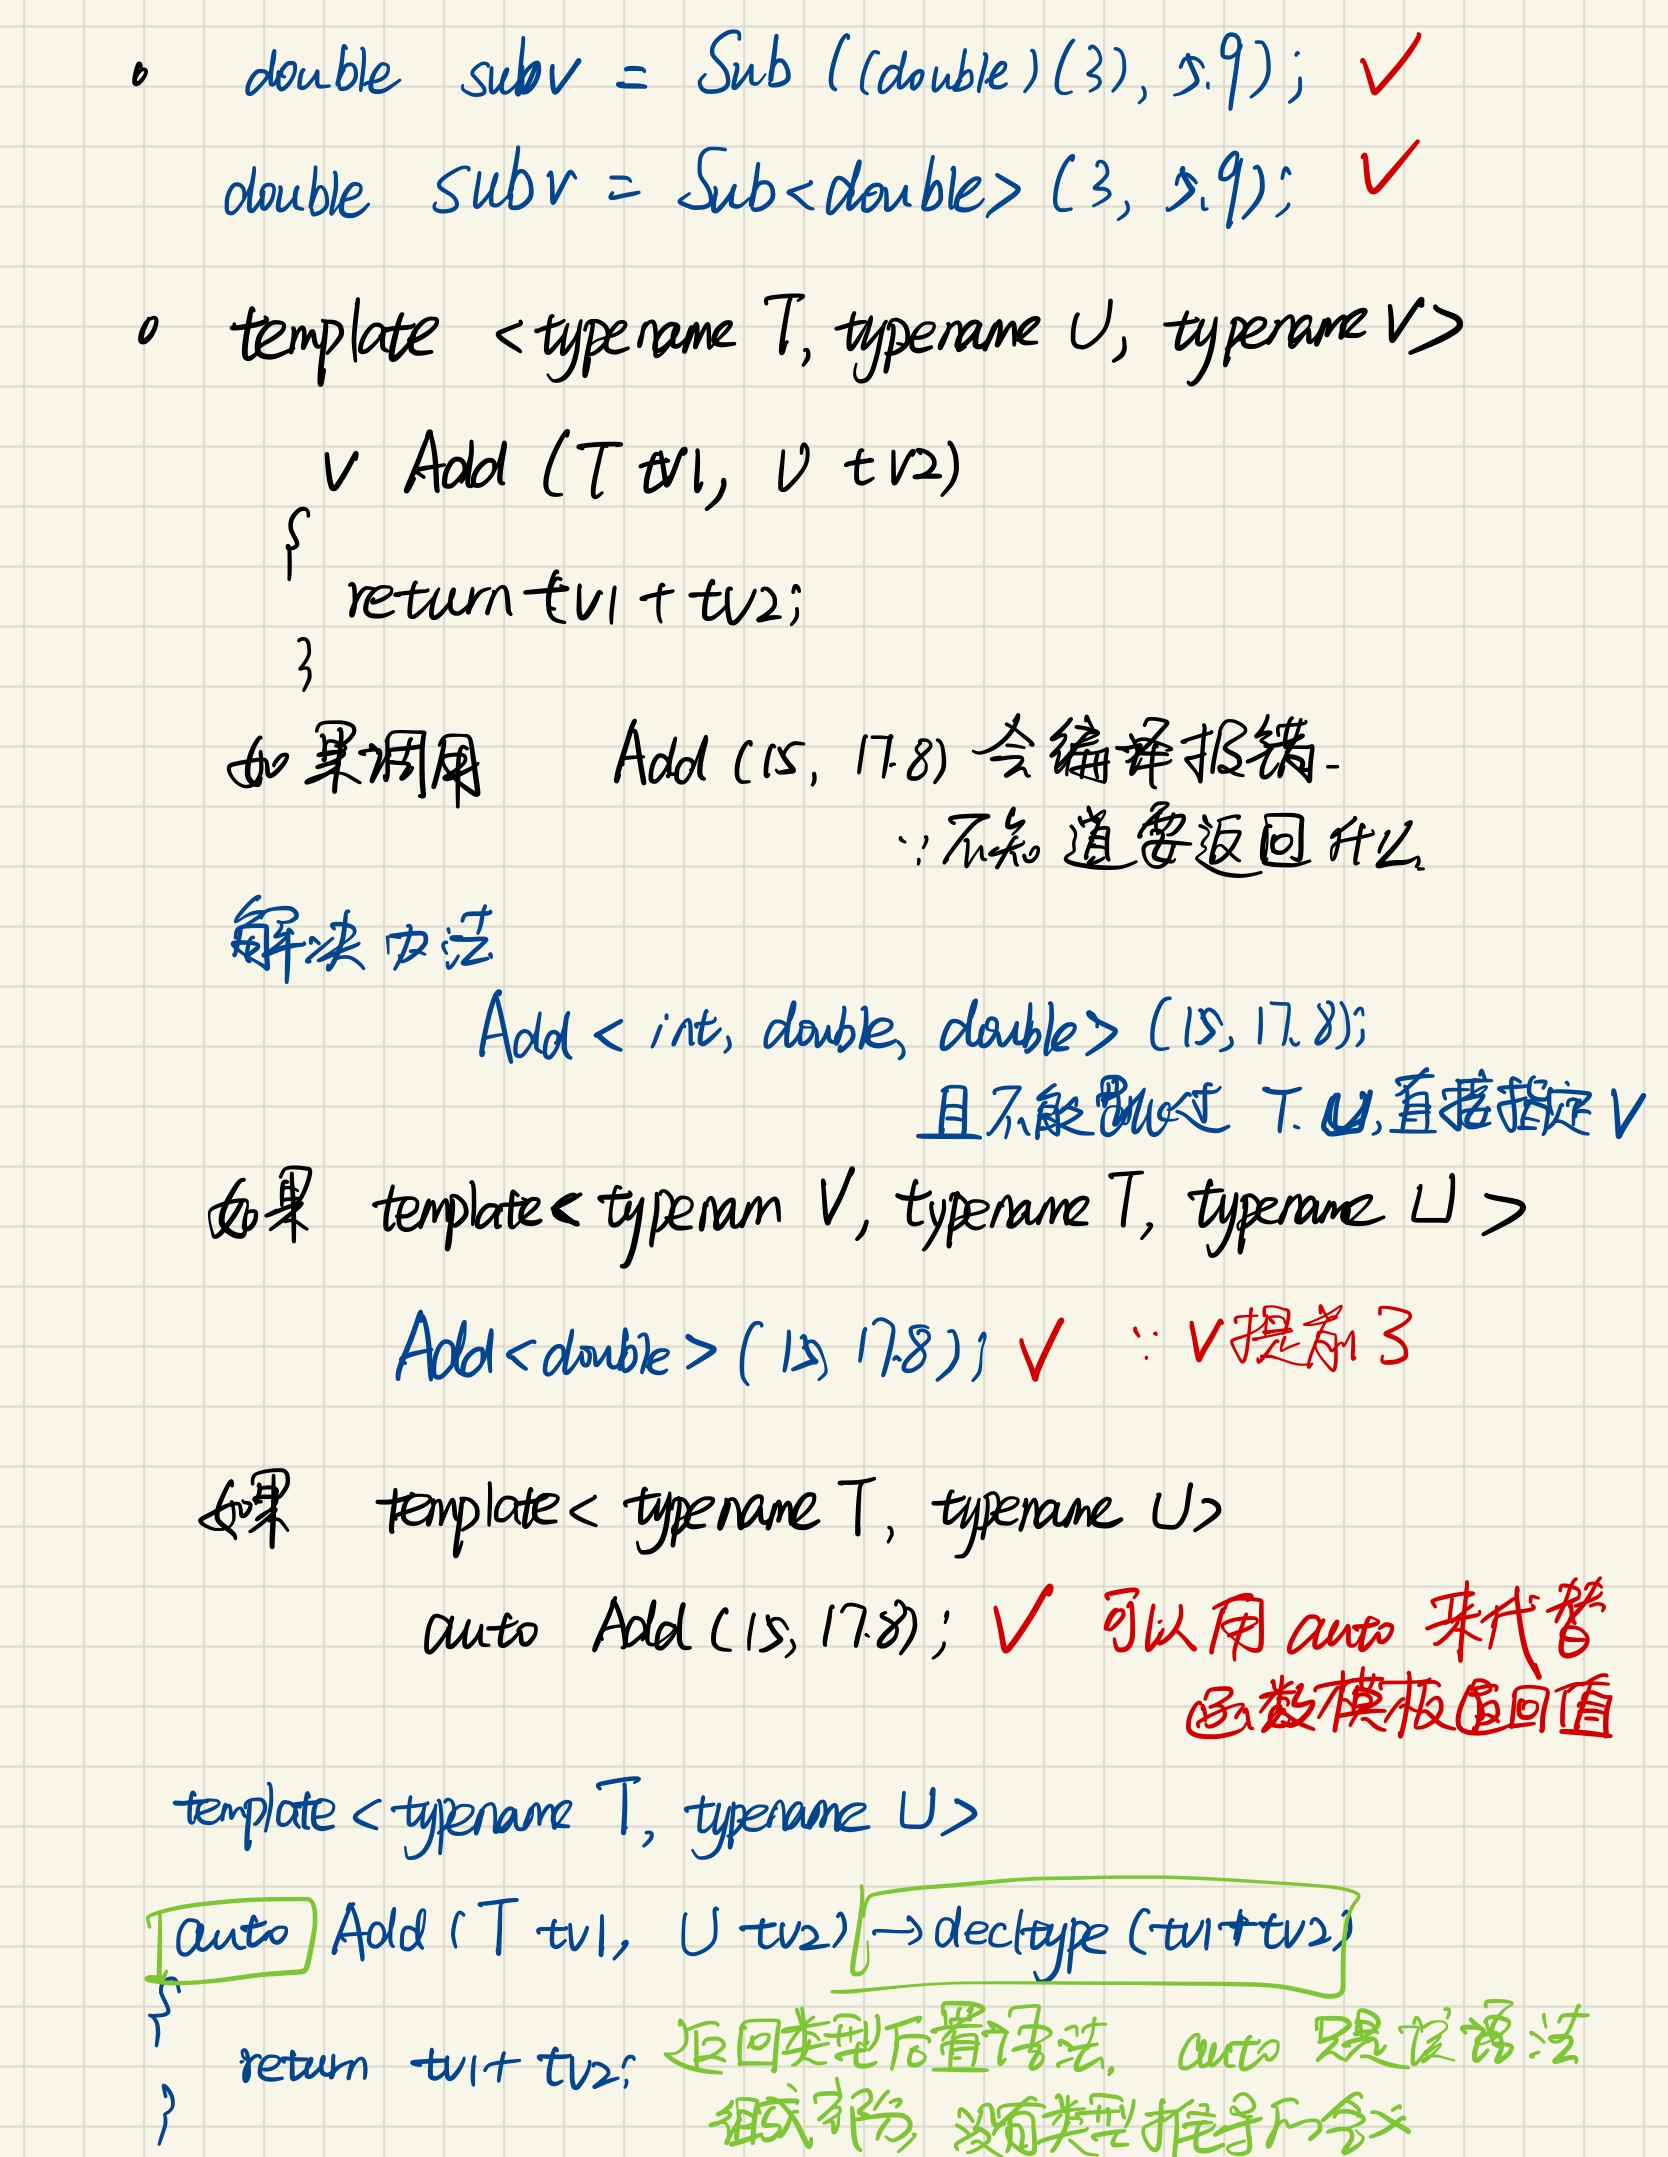 double subv = Sub ((double)(3), 5.9); ✓
double subv = Sub<double> (3, 5.9); ✓
template <typename T, typename U, typename V>
V Add (T tv1, U tv2)
{
return tv1 + tv2;
}
如果调用 Add (15, 17.8) 会编译报错.
∵不知道要返回什么
解决办法
Add < int, double, double> (15, 17.8);
且不能 过 T. U, 直接指定 V
如果 template< typenam V, typename T, typename U >
Add<double> (15, 17.8); ✓ ∵ V提前了
如果 template< typename T, typename U>
auto Add (15, 17.8); ✓ 可以用 auto 来代替
函数模板返回值
template < typename T, typename U>
auto Add (T tv1, U tv2) → decltype (tv1+tv2)
{
return tv1+ tv2; 返回类型后置语法, auto 只是该语法
} 组成部分, 没有类型推导的含义